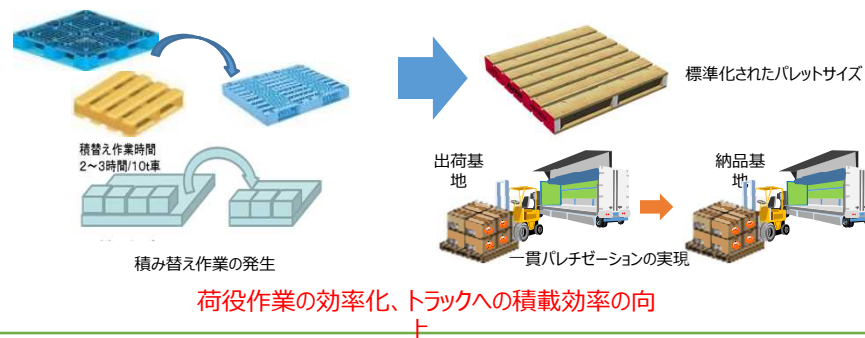 標準化されたパレットサイズ
積替え作業時間
2～3時間/10t車
出荷基
地
納品基
地
積み替え作業の発生
一貫パレチゼーションの実現
荷役作業の効率化、トラックへの積載効率の向
上